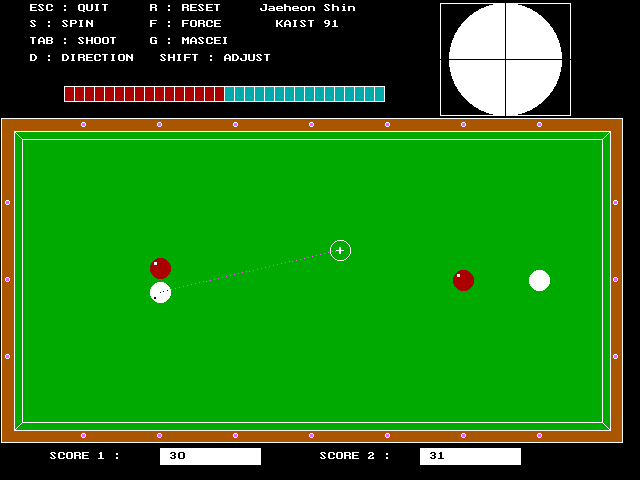 ESC : QUIT R : RESET Jaeheon Shin
S : SPIN F : FORCE KAIST 91
TAB : SHOOT G : MASCEI
D : DIRECTION SHIFT : ADJUST
SCORE 1 : 30 SCORE 2 : 31